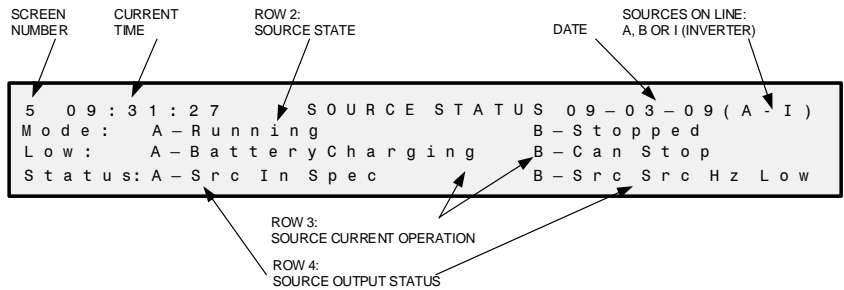 SCREEN NUMBER
CURRENT TIME
ROW 2: SOURCE STATE
DATE
SOURCES ON LINE: A, B OR I (INVERTER)
5 09:31:27 SOURCE STATUS 09-03-09(A-I)
Mode: A-Running B-Stopped
Low: A-BatteryCharging B-Can Stop
Status: A-Src In Spec B-Src Src Hz Low
ROW 3:
SOURCE CURRENT OPERATION
ROW 4:
SOURCE OUTPUT STATUS